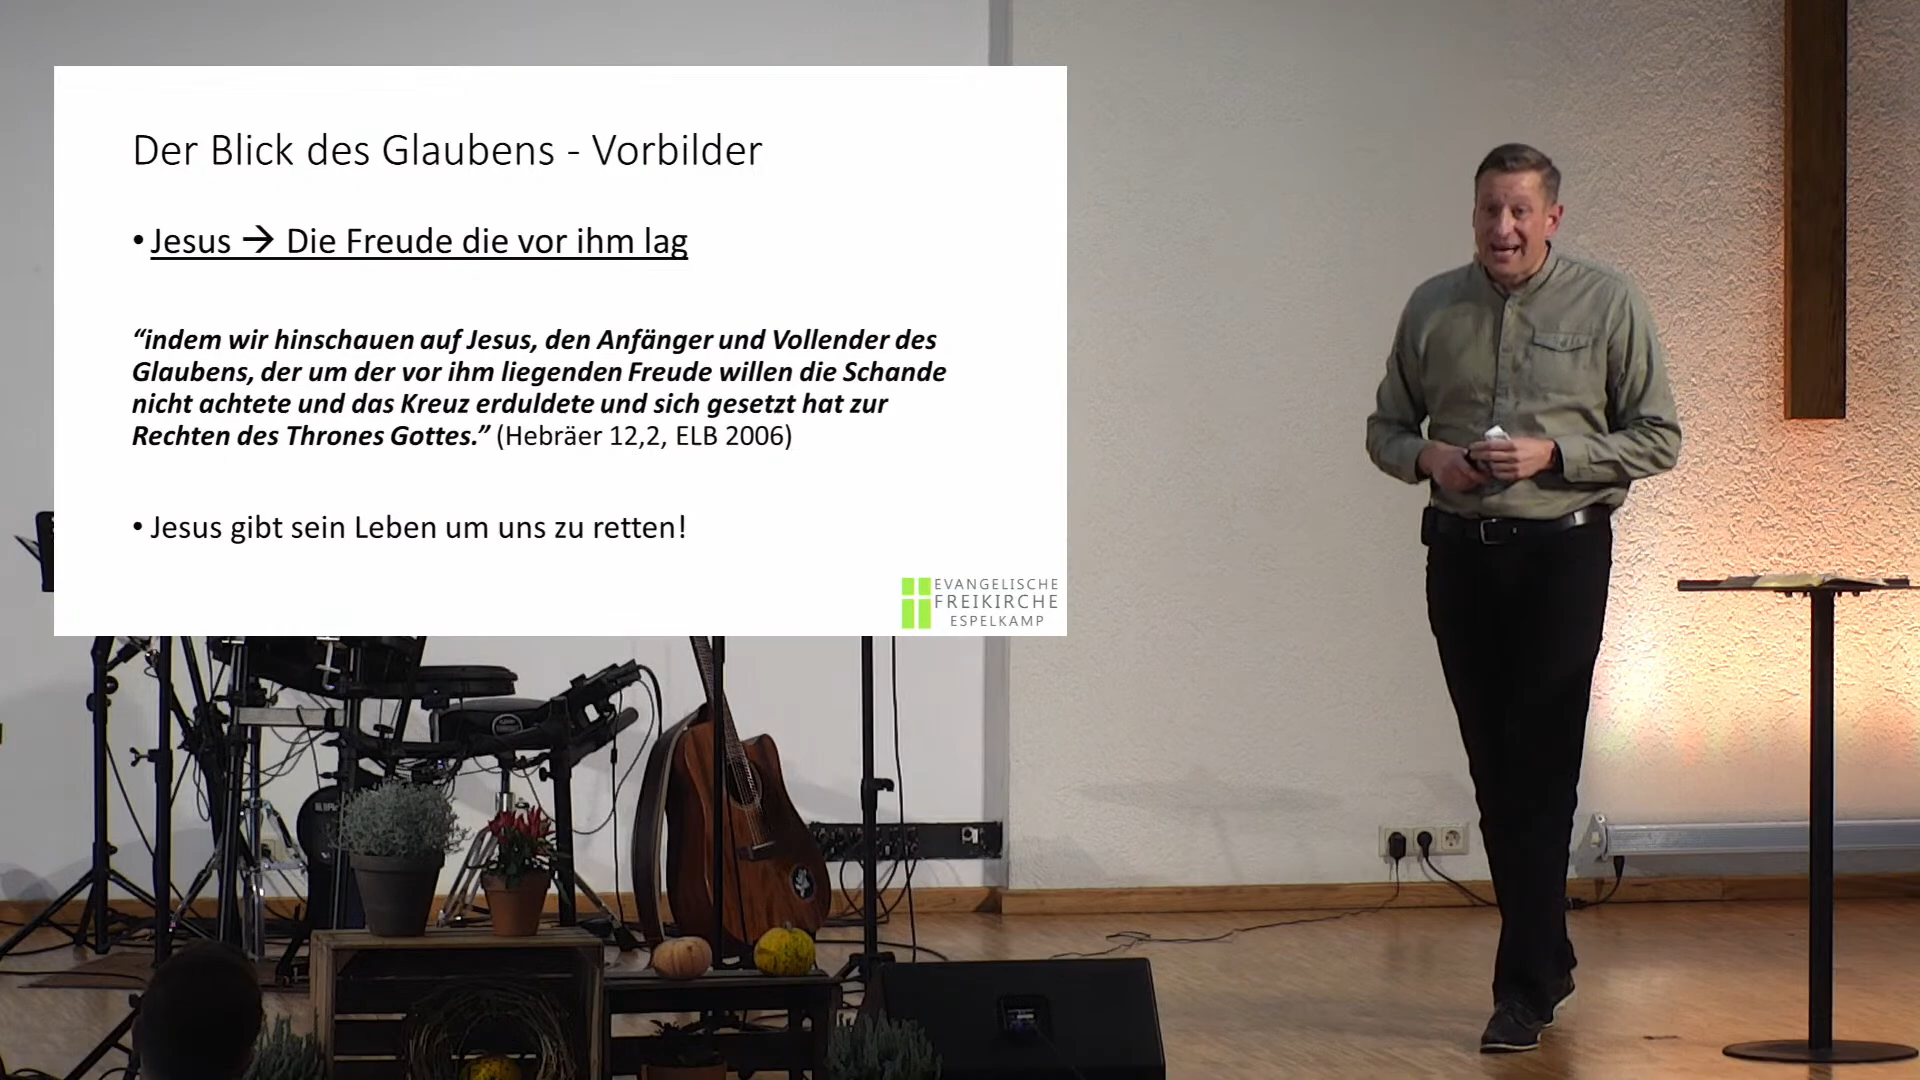 Der Blick des Glaubens - Vorbilder
• Jesus → Die Freude die vor ihm lag
“indem wir hinschauen auf Jesus, den Anfänger und Vollender des
Glaubens, der um der vor ihm liegenden Freude willen die Schande
nicht achtete und das Kreuz erduldete und sich gesetzt hat zur
Rechten des Thrones Gottes.” (Hebräer 12,2, ELB 2006)
• Jesus gibt sein Leben um uns zu retten!
EVANGELISCHE
FREIKIRCHE
ESPELKAMP